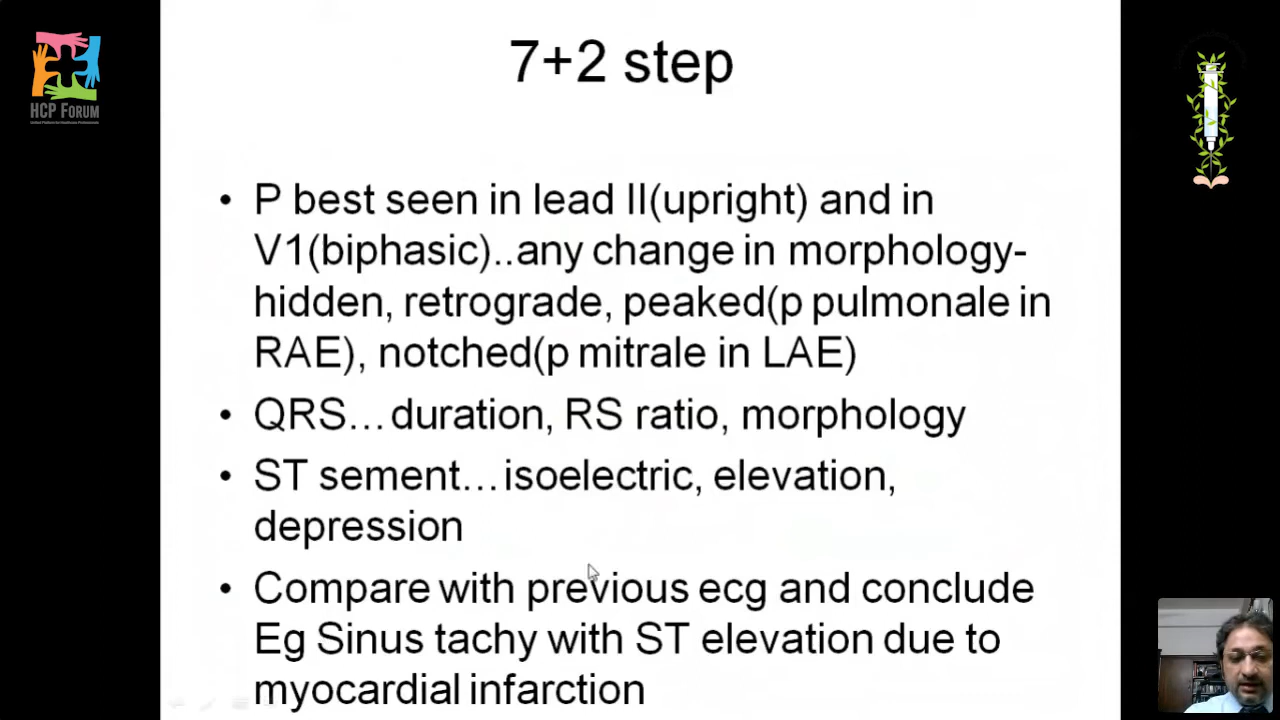 7+2 step
HCP FORUM
• P best seen in lead II(upright) and in
V1(biphasic)..any change in morphology-
hidden, retrograde, peaked(p pulmonale in
RAE), notched(p mitrale in LAE)
• QRS...duration, RS ratio, morphology
• ST sement...isoelectric, elevation,
depression
• Compare with previous ecg and conclude
Eg Sinus tachy with ST elevation due to
myocardial infarction